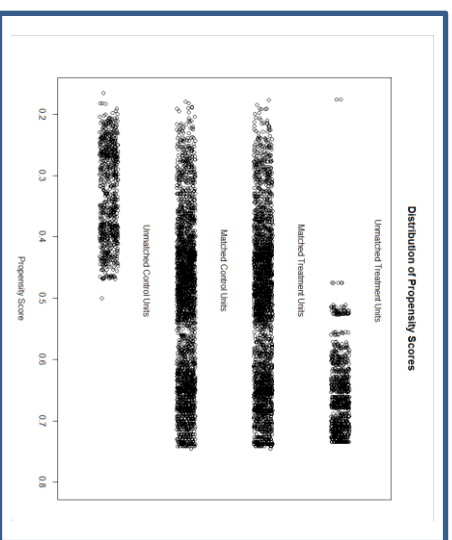 Distribution of Propensity Scores
Unmatched Treatment Units
Matched Treatment Units
Matched Control Units
Unmatched Control Units
0.2
0.3
0.4
0.5
0.6
0.7
0.8
Propensity Score